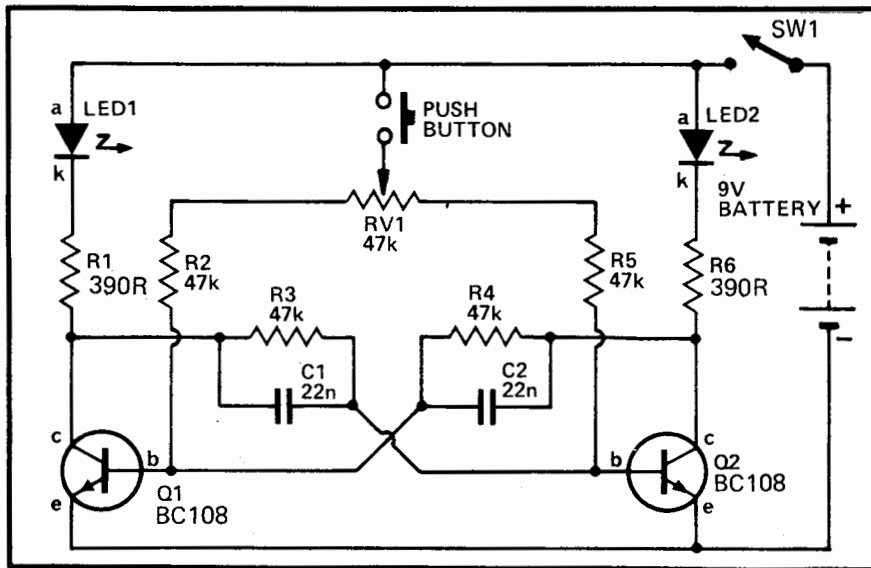 SW1
a LED1
k
PUSH
BUTTON
a LED2
k
9V
BATTERY
+
−
RV1
47k
R1
390R
R2
47k
R3
47k
R4
47k
R5
47k
R6
390R
C1
22n
C2
22n
c
b
e
Q1
BC108
c
b
e
Q2
BC108